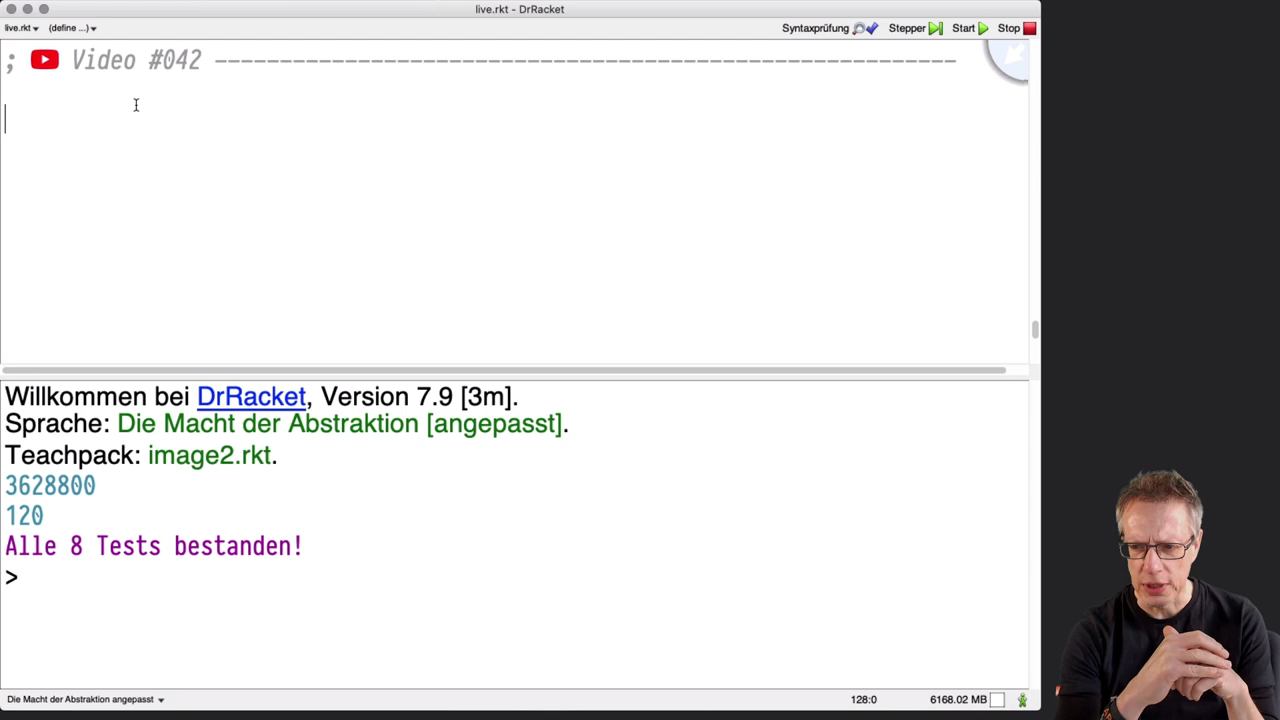 live.rkt - DrRacket
live.rkt (define ...) Syntaxprüfung Stepper Start Stop
; Video #042 ----------------------------------------------------------
Willkommen bei DrRacket, Version 7.9 [3m].
Sprache: Die Macht der Abstraktion [angepasst].
Teachpack: image2.rkt.
3628800
120
Alle 8 Tests bestanden!
>
Die Macht der Abstraktion angepasst 128:0 6168.02 MB